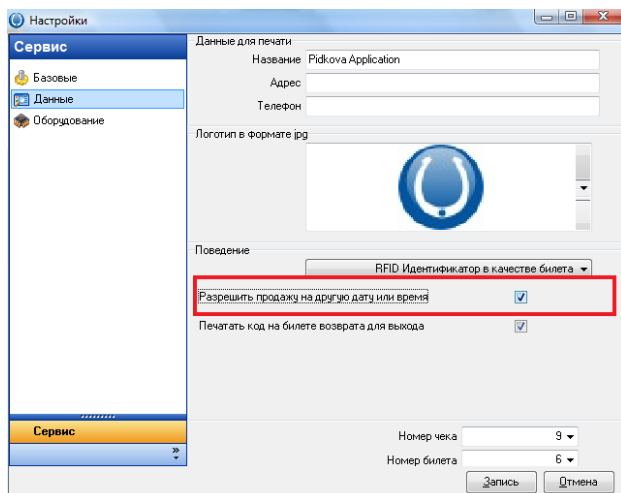 Настройки
Сервис
Базовые
Данные
Оборудование
Сервис
Данные для печати
Название Pidkova Application
Адрес
Телефон
Логотип в формате jpg
Поведение
RFID Идентификатор в качестве билета
Разрешить продажу на другую дату или время
Печатать код на билете возврата для выхода
Номер чека 9
Номер билета 6
Запись Отмена